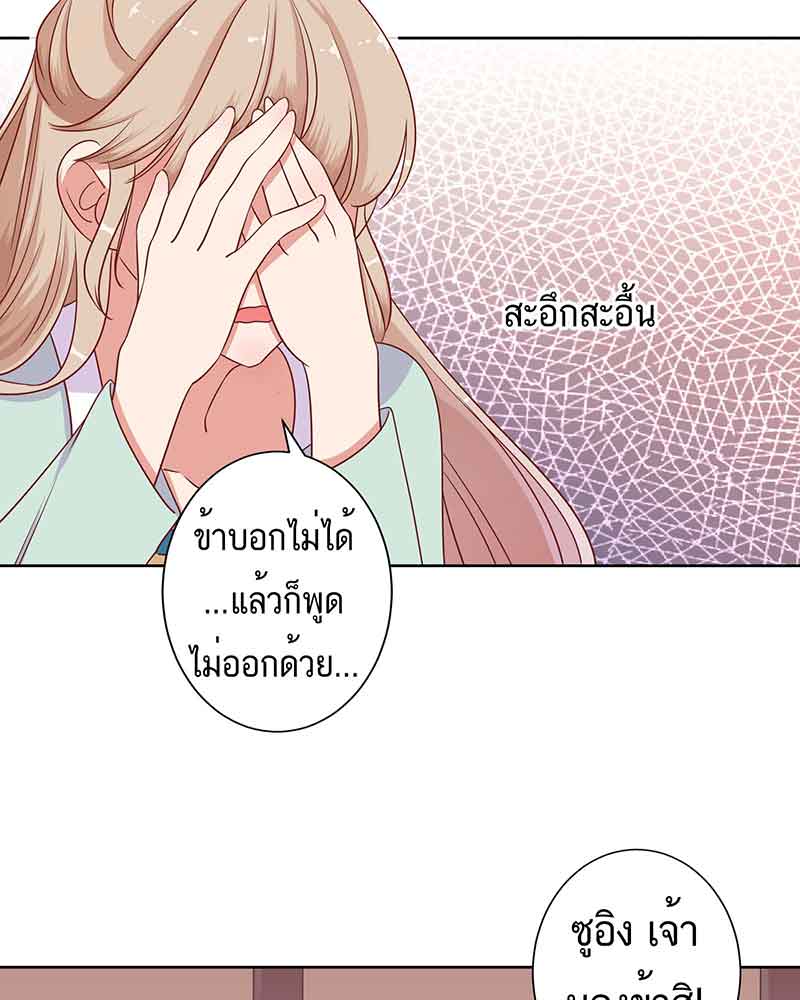 สะอึกสะอื้น
ข้าบอกไม่ได้
...แล้วก็พูด
ไม่ออกด้วย...
ซูอิง เจ้า